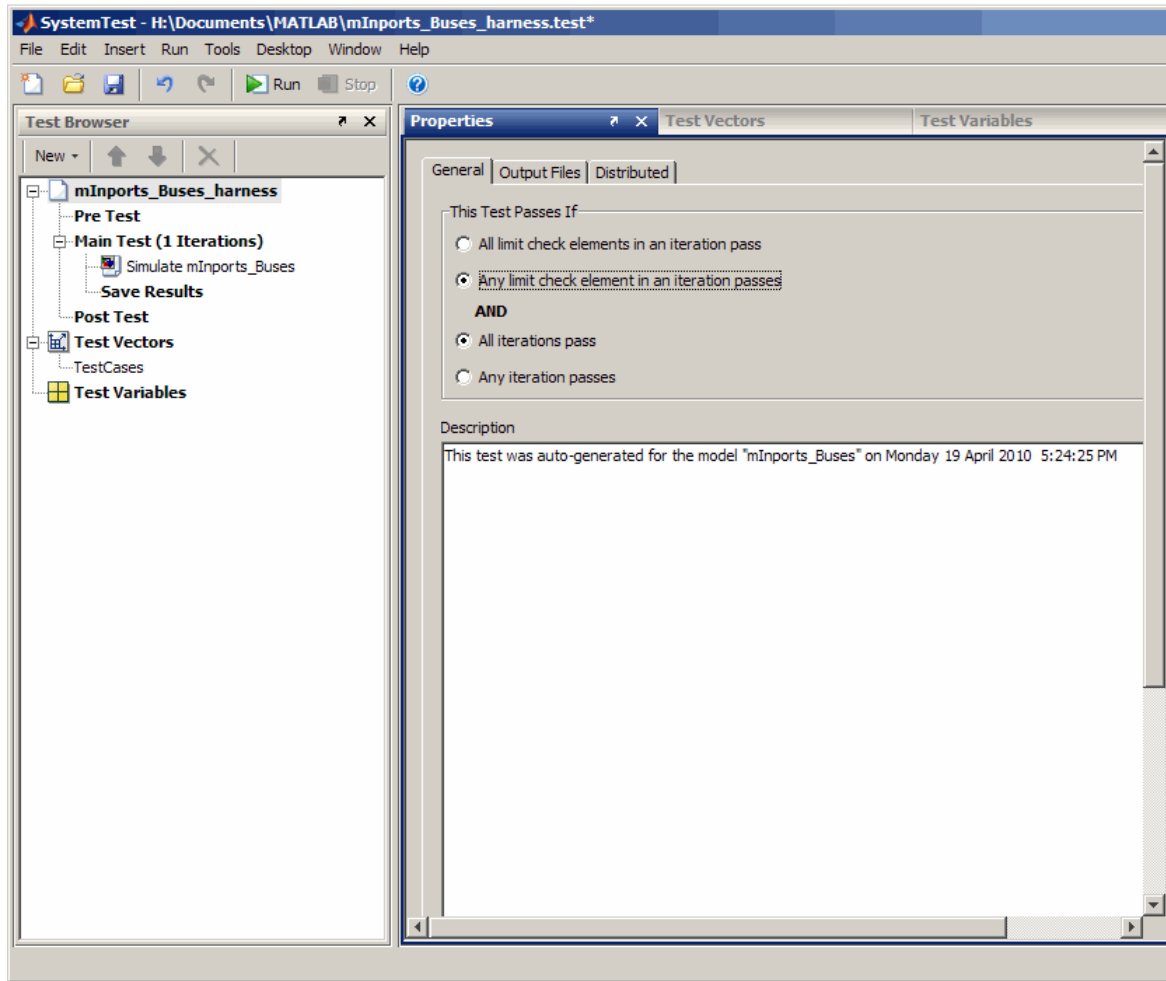 SystemTest - H:\Documents\MATLAB\mInports_Buses_harness.test*
File Edit Insert Run Tools Desktop Window Help
Run Stop
Test Browser
New
mInports_Buses_harness
Pre Test
Main Test (1 Iterations)
Simulate mInports_Buses
Save Results
Post Test
Test Vectors
TestCases
Test Variables
Properties Test Vectors Test Variables
General Output Files Distributed
This Test Passes If
All limit check elements in an iteration pass
Any limit check element in an iteration passes
AND
All iterations pass
Any iteration passes
Description
This test was auto-generated for the model "mInports_Buses" on Monday 19 April 2010 5:24:25 PM